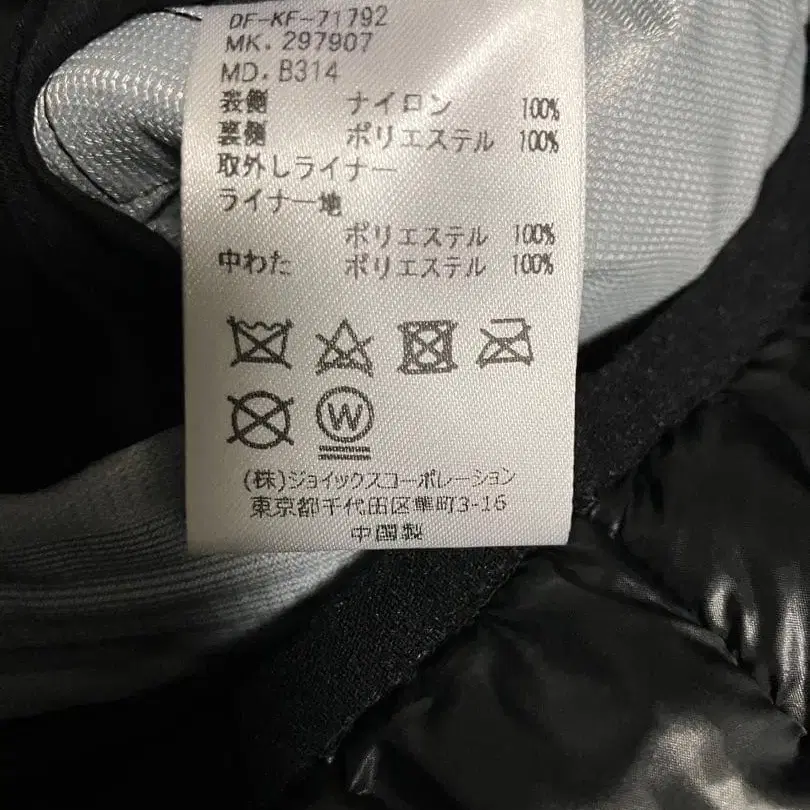 DF-KF-71792
MK. 297907
MD. B314
表側 ナイロン 100%
裏側 ポリエステル 100%
取外しライナー
ライナー地
ポリエステル 100%
中わた ポリエステル 100%
W
(株)ジョイックスコーポレーション
東京都千代田区隼町3-16
中国製